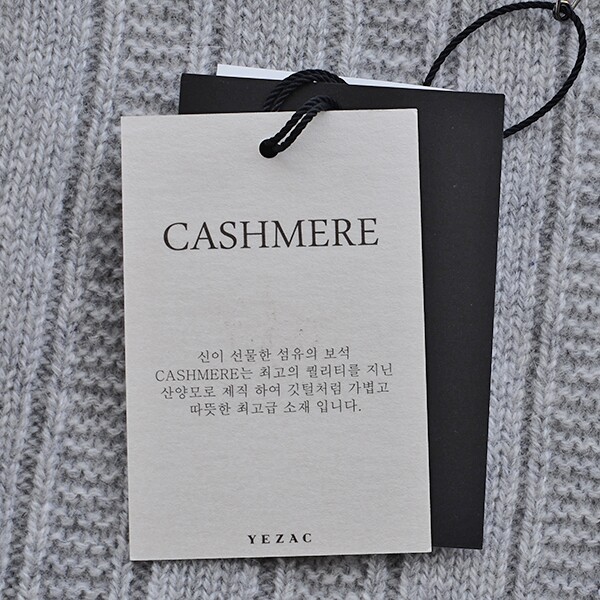 CASHMERE
신이 선물한 섬유의 보석
CASHMERE는 최고의 퀄리티를 지닌
산양모로 제직 하여 깃털처럼 가볍고
따뜻한 최고급 소재 입니다.
YEZAC